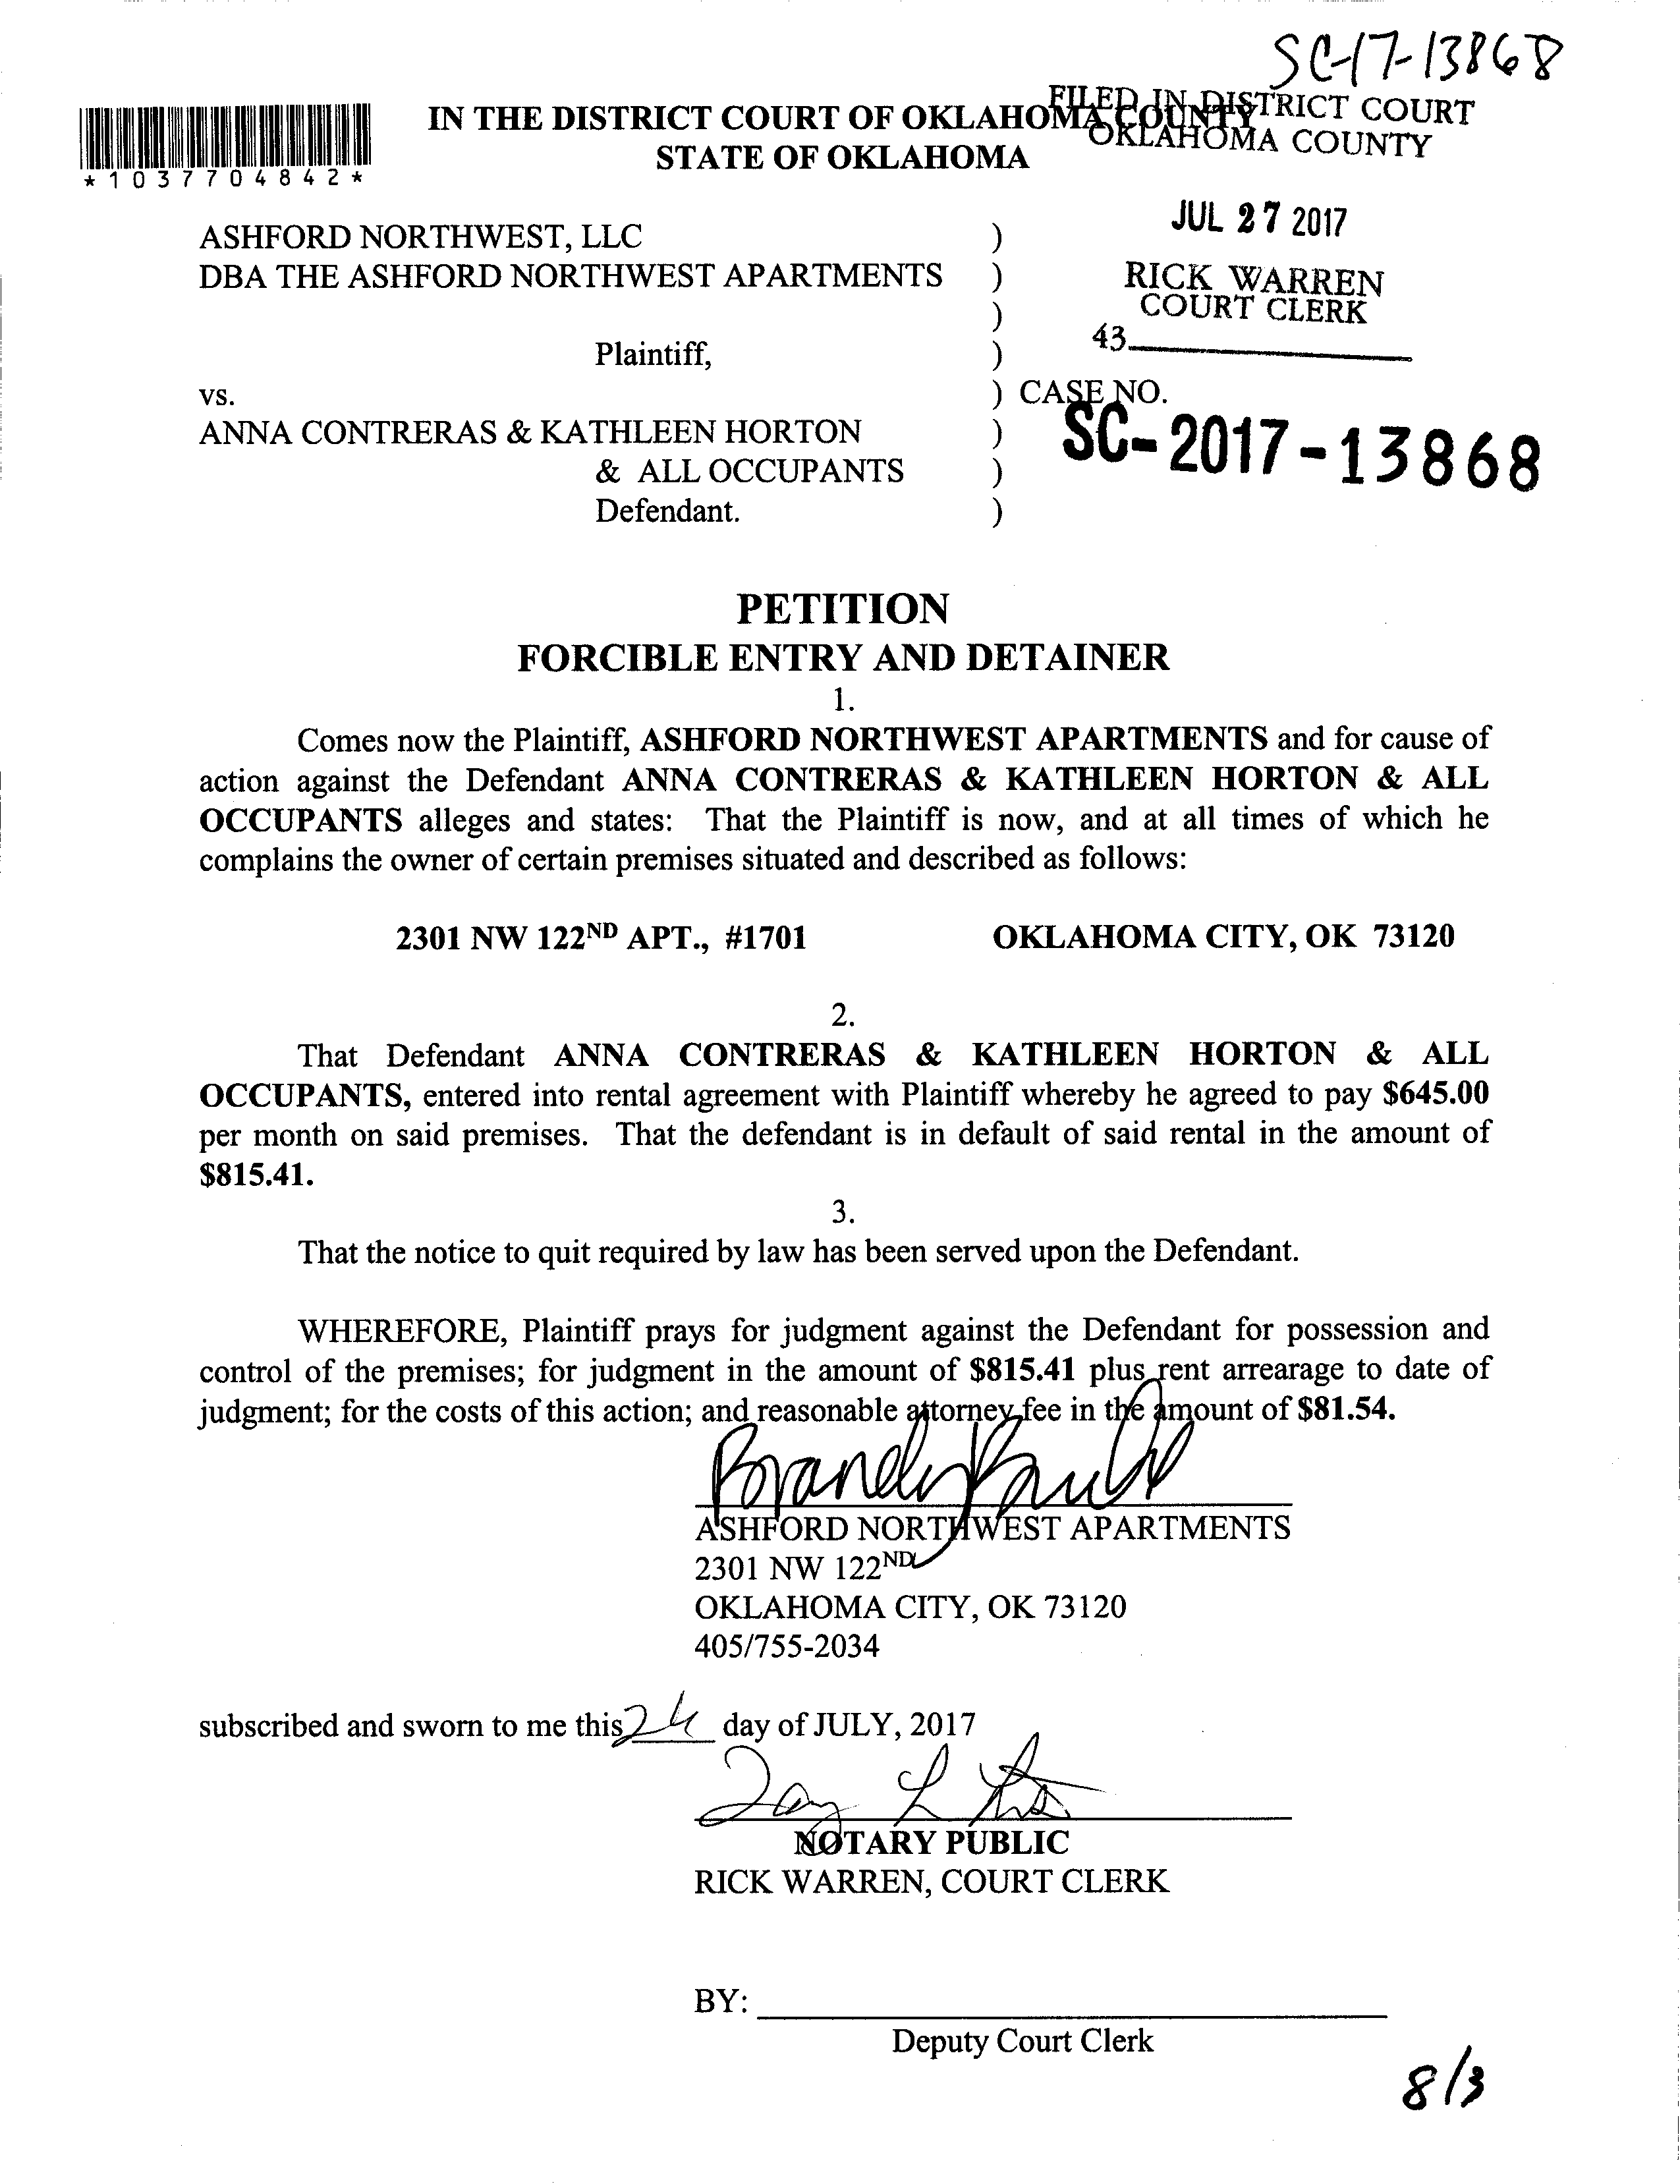 SC-17-13868
IN THE DISTRICT COURT OF OKLAHOMA COUNTY
STATE OF OKLAHOMA
FILED IN DISTRICT COURT
OKLAHOMA COUNTY
*1037704842*
JUL 27 2017
RICK WARREN
COURT CLERK
43
ASHFORD NORTHWEST, LLC )
DBA THE ASHFORD NORTHWEST APARTMENTS )
)
Plaintiff, )
vs. ) CASE NO.
SC-2017-13868
ANNA CONTRERAS & KATHLEEN HORTON )
& ALL OCCUPANTS )
Defendant. )
PETITION
FORCIBLE ENTRY AND DETAINER
1.
Comes now the Plaintiff, ASHFORD NORTHWEST APARTMENTS and for cause of
action against the Defendant ANNA CONTRERAS & KATHLEEN HORTON & ALL
OCCUPANTS alleges and states: That the Plaintiff is now, and at all times of which he
complains the owner of certain premises situated and described as follows:
2301 NW 122ND APT., #1701 OKLAHOMA CITY, OK 73120
2.
That Defendant ANNA CONTRERAS & KATHLEEN HORTON & ALL
OCCUPANTS, entered into rental agreement with Plaintiff whereby he agreed to pay $645.00
per month on said premises. That the defendant is in default of said rental in the amount of
$815.41.
3.
That the notice to quit required by law has been served upon the Defendant.
WHEREFORE, Plaintiff prays for judgment against the Defendant for possession and
control of the premises; for judgment in the amount of $815.41 plus rent arrearage to date of
judgment; for the costs of this action; and reasonable attorney fee in the amount of $81.54.
ASHFORD NORTHWEST APARTMENTS
2301 NW 122ND
OKLAHOMA CITY, OK 73120
405/755-2034
subscribed and sworn to me this 24 day of JULY, 2017
NOTARY PUBLIC
RICK WARREN, COURT CLERK
BY:
Deputy Court Clerk
8/3